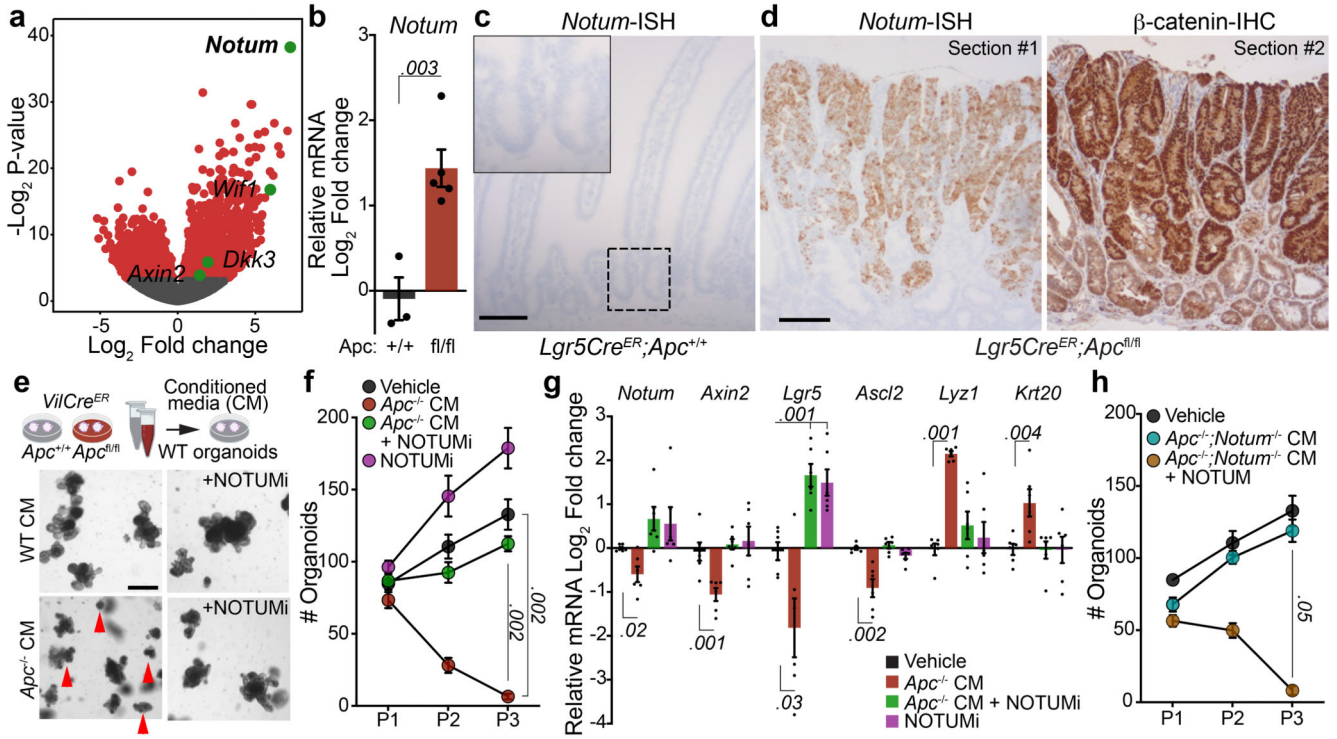 a
40
30
20
10
0
-Log2 P-value
Notum
Wif1
Dkk3
Axin2
-5 0 5
Log2 Fold change
b
Notum
3
2
1
0
Relative mRNA
Log2 Fold change
.003
Apc: +/+ fl/fl
c
Notum-ISH
Lgr5CreER;Apc+/+
d
Notum-ISH
Section #1
β-catenin-IHC
Section #2
Lgr5CreER;Apcfl/fl
e
VilCreER
Apc+/+ Apcfl/fl
Conditioned
media (CM)
WT organoids
WT CM
+NOTUMi
Apc-/- CM
+NOTUMi
f
Vehicle
Apc-/- CM
Apc-/- CM
+ NOTUMi
NOTUMi
200
150
100
50
0
# Organoids
.002
.002
P1 P2 P3
g
Notum Axin2 Lgr5 Ascl2 Lyz1 Krt20
3
2
1
0
-1
-2
-3
-4
Relative mRNA Log2 Fold change
.001
.001
.004
.02
.001
.03
.002
Vehicle
Apc-/- CM
Apc-/- CM + NOTUMi
NOTUMi
h
Vehicle
Apc-/-;Notum-/- CM
Apc-/-;Notum-/- CM
+ NOTUM
200
100
0
# Organoids
.05
P1 P2 P3